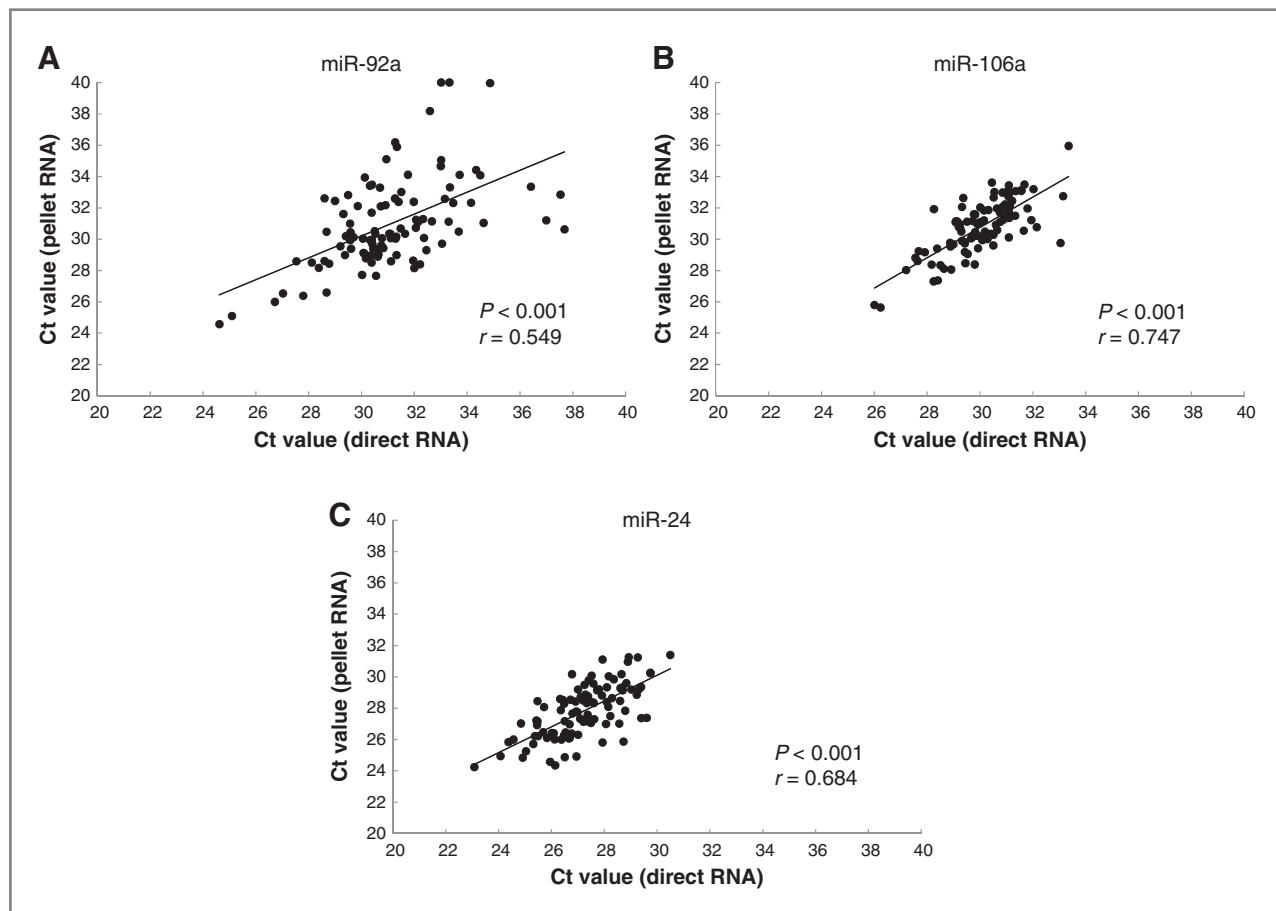 A
miR-92a
40
38
36
34
32
30
28
26
24
22
20
Ct value (pellet RNA)
20 22 24 26 28 30 32 34 36 38 40
Ct value (direct RNA)
P < 0.001
r = 0.549
B
miR-106a
40
38
36
34
32
30
28
26
24
22
20
Ct value (pellet RNA)
20 22 24 26 28 30 32 34 36 38 40
Ct value (direct RNA)
P < 0.001
r = 0.747
C
miR-24
40
38
36
34
32
30
28
26
24
22
20
Ct value (pellet RNA)
20 22 24 26 28 30 32 34 36 38 40
Ct value (direct RNA)
P < 0.001
r = 0.684